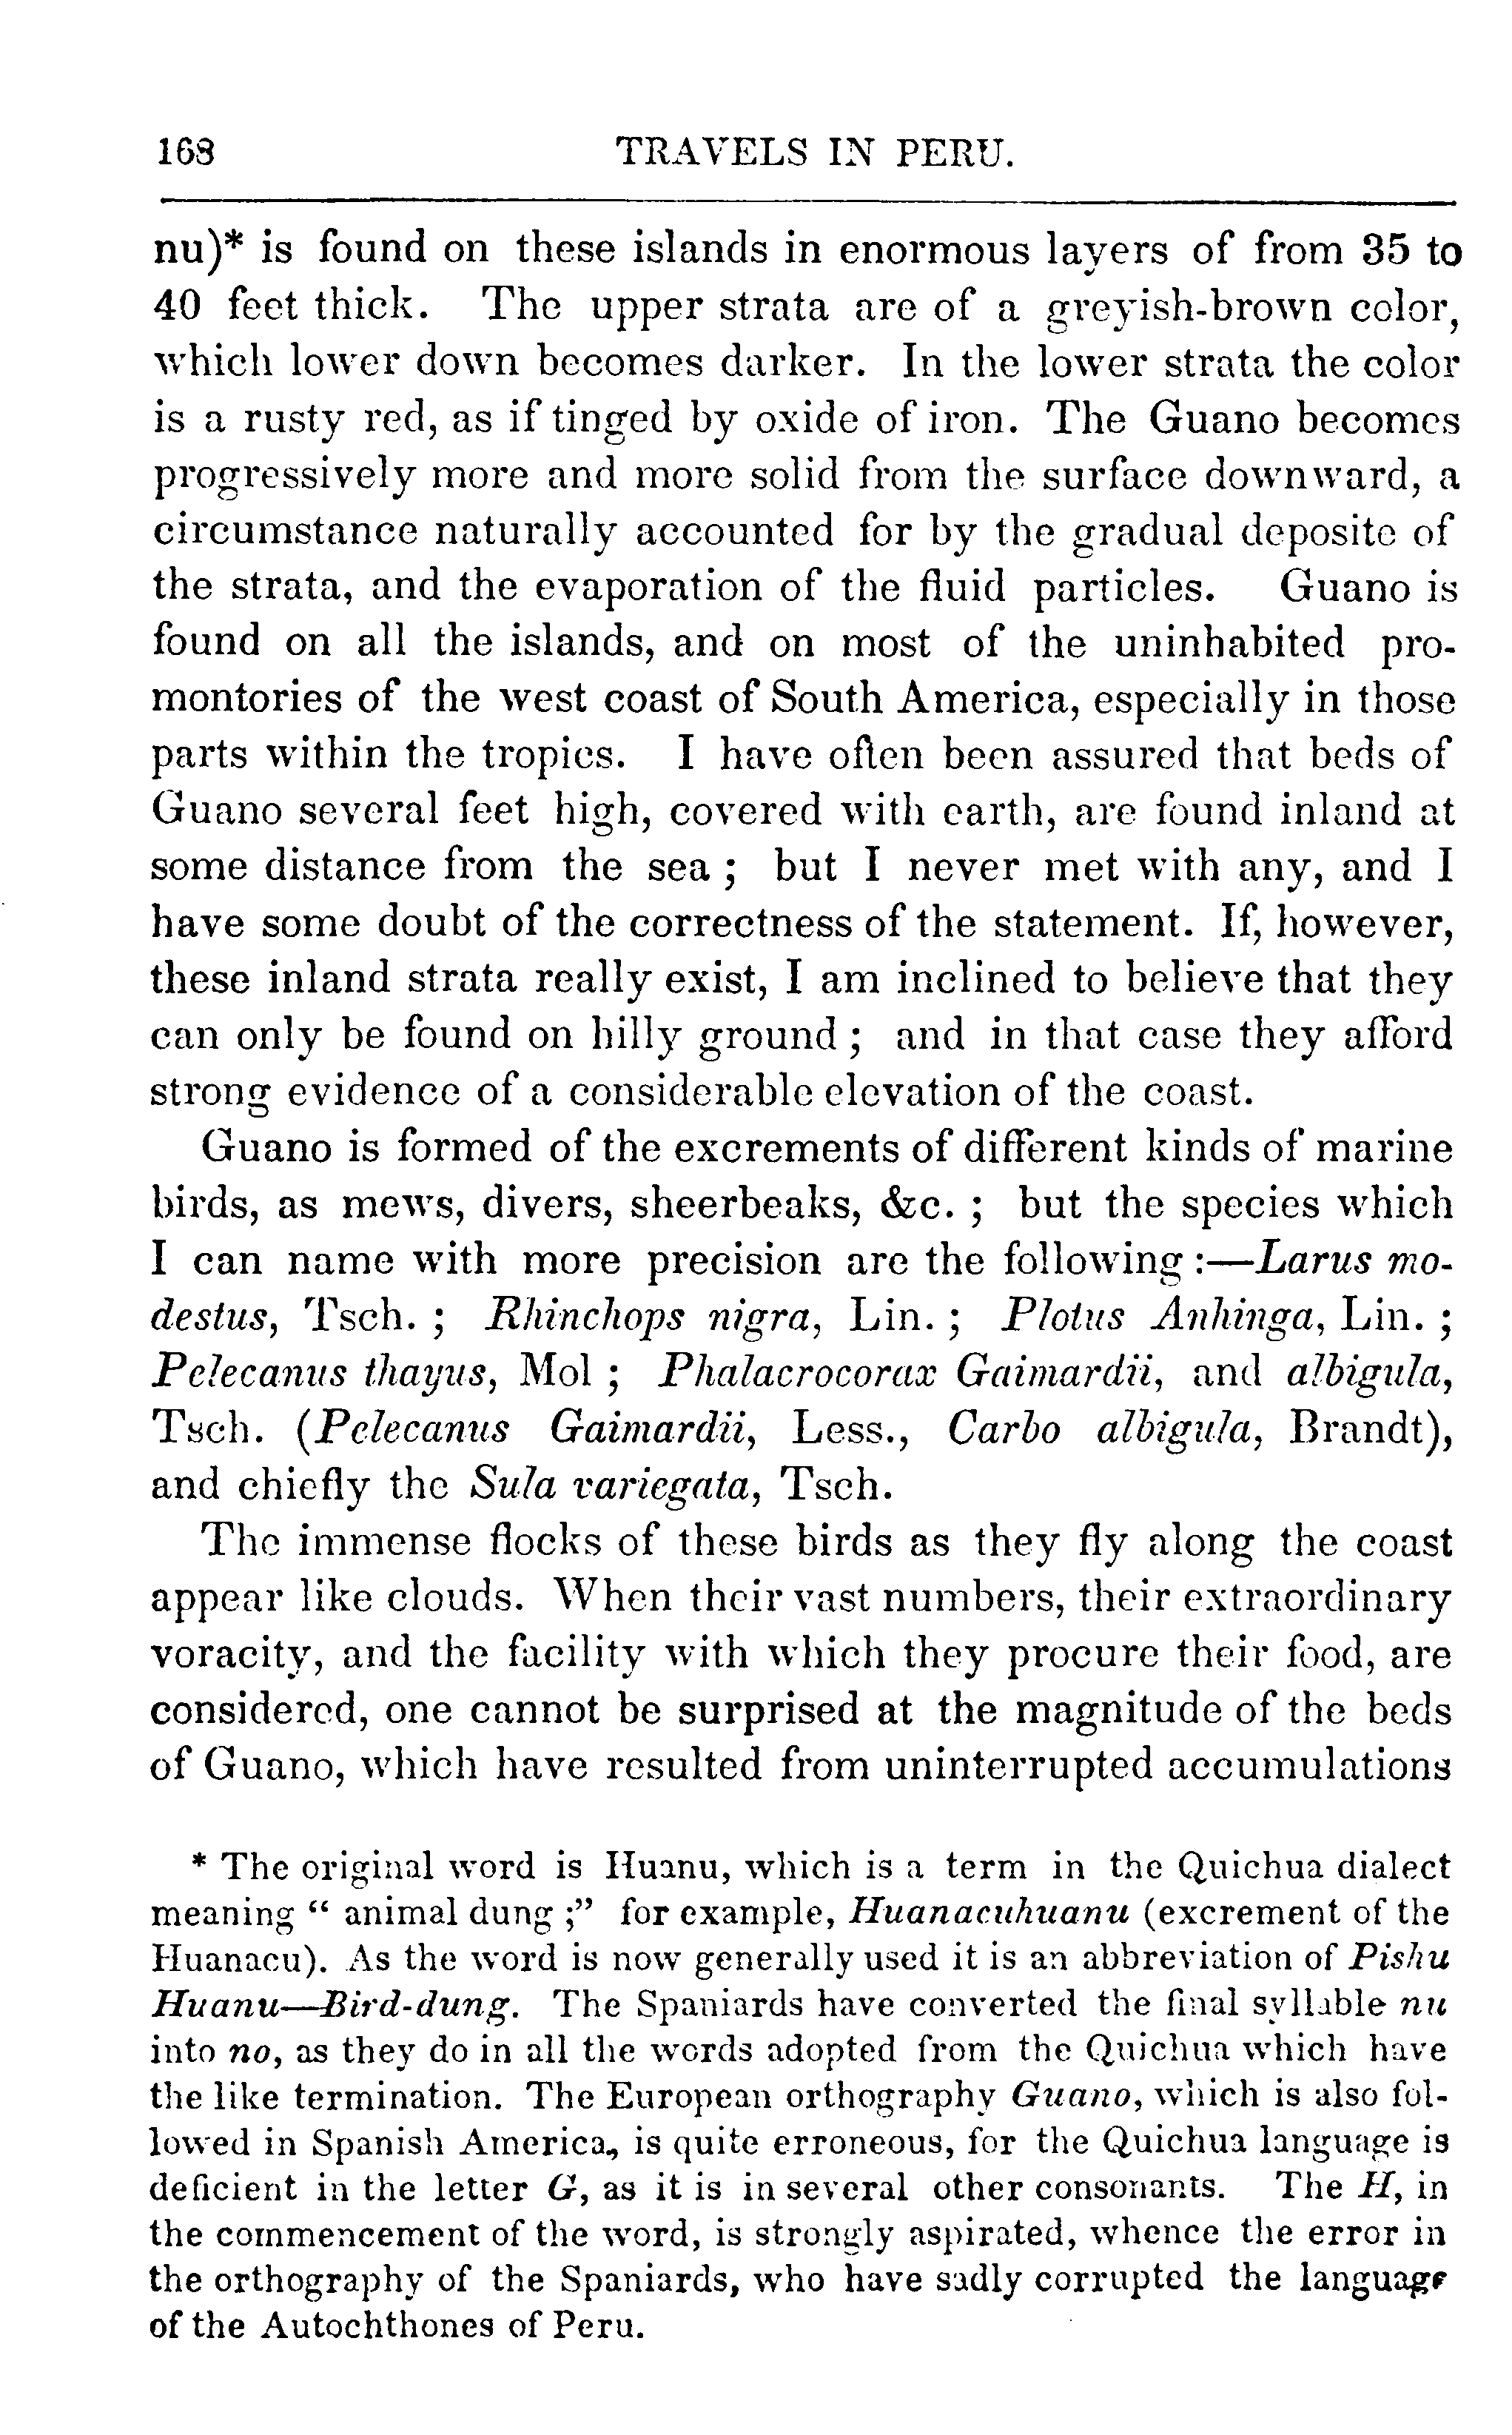 168 TRAVELS IN PERU.
nu)* is found on these islands in enormous layers of from 35 to
40 feet thick. The upper strata are of a greyish-brown color,
which lower down becomes darker. In the lower strata the color
is a rusty red, as if tinged by oxide of iron. The Guano becomes
progressively more and more solid from the surface downward, a
circumstance naturally accounted for by the gradual deposite of
the strata, and the evaporation of the fluid particles. Guano is
found on all the islands, and on most of the uninhabited pro-
montories of the west coast of South America, especially in those
parts within the tropics. I have often been assured that beds of
Guano several feet high, covered with earth, are found inland at
some distance from the sea ; but I never met with any, and I
have some doubt of the correctness of the statement. If, however,
these inland strata really exist, I am inclined to believe that they
can only be found on hilly ground ; and in that case they afford
strong evidence of a considerable elevation of the coast.
Guano is formed of the excrements of different kinds of marine
birds, as mews, divers, sheerbeaks, &c. ; but the species which
I can name with more precision are the following :—Larus mo-
destus, Tsch. ; Rhinchops nigra, Lin. ; Plotus Anhinga, Lin. ;
Pelecanus thayus, Mol ; Phalacrocorax Gaimardii, and albigula,
Tsch. (Pelecanus Gaimardii, Less., Carbo albigula, Brandt),
and chiefly the Sula variegata, Tsch.
The immense flocks of these birds as they fly along the coast
appear like clouds. When their vast numbers, their extraordinary
voracity, and the facility with which they procure their food, are
considered, one cannot be surprised at the magnitude of the beds
of Guano, which have resulted from uninterrupted accumulations
* The original word is Huanu, which is a term in the Quichua dialect
meaning “ animal dung ;” for example, Huanacuhuanu (excrement of the
Huanacu). As the word is now generally used it is an abbreviation of Pishu
Huanu—Bird-dung. The Spaniards have converted the final syllable nu
into no, as they do in all the words adopted from the Quichua which have
the like termination. The European orthography Guano, which is also fol-
lowed in Spanish America, is quite erroneous, for the Quichua language is
deficient in the letter G, as it is in several other consonants. The H, in
the commencement of the word, is strongly aspirated, whence the error in
the orthography of the Spaniards, who have sadly corrupted the language
of the Autochthones of Peru.